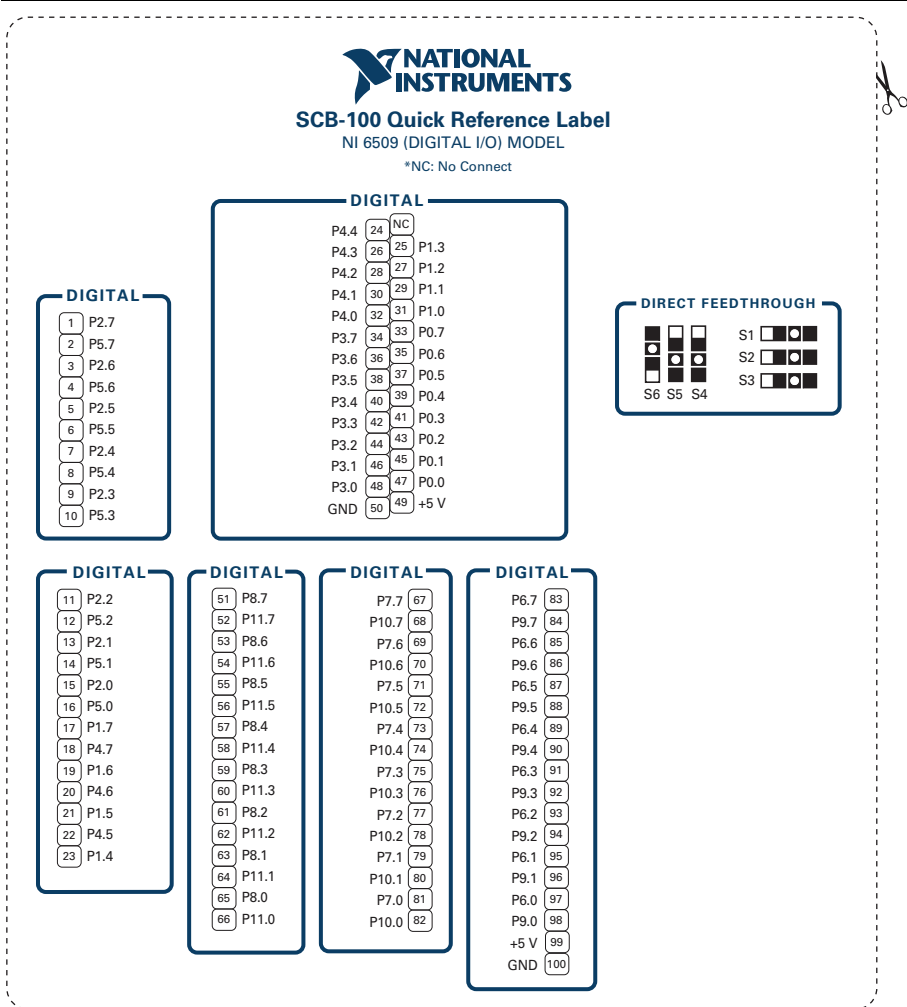 NATIONAL
INSTRUMENTS
SCB-100 Quick Reference Label
NI 6509 (DIGITAL I/O) MODEL
*NC: No Connect
DIGITAL
P4.4 24 NC
25 P1.3
P4.3 26
27 P1.2
P4.2 28
29 P1.1
P4.1 30
31 P1.0
P4.0 32
33 P0.7
P3.7 34
35 P0.6
P3.6 36
37 P0.5
P3.5 38
39 P0.4
P3.4 40
41 P0.3
P3.3 42
43 P0.2
P3.2 44
45 P0.1
P3.1 46
47 P0.0
P3.0 48
49 +5 V
GND 50
DIGITAL
1 P2.7
2 P5.7
3 P2.6
4 P5.6
5 P2.5
6 P5.5
7 P2.4
8 P5.4
9 P2.3
10 P5.3
DIRECT FEEDTHROUGH
S1
S2
S3
S6 S5 S4
DIGITAL
11 P2.2
12 P5.2
13 P2.1
14 P5.1
15 P2.0
16 P5.0
17 P1.7
18 P4.7
19 P1.6
20 P4.6
21 P1.5
22 P4.5
23 P1.4
DIGITAL
51 P8.7
52 P11.7
53 P8.6
54 P11.6
55 P8.5
56 P11.5
57 P8.4
58 P11.4
59 P8.3
60 P11.3
61 P8.2
62 P11.2
63 P8.1
64 P11.1
65 P8.0
66 P11.0
DIGITAL
P7.7 67
P10.7 68
P7.6 69
P10.6 70
P7.5 71
P10.5 72
P7.4 73
P10.4 74
P7.3 75
P10.3 76
P7.2 77
P10.2 78
P7.1 79
P10.1 80
P7.0 81
P10.0 82
DIGITAL
P6.7 83
P9.7 84
P6.6 85
P9.6 86
P6.5 87
P9.5 88
P6.4 89
P9.4 90
P6.3 91
P9.3 92
P6.2 93
P9.2 94
P6.1 95
P9.1 96
P6.0 97
P9.0 98
+5 V 99
GND 100